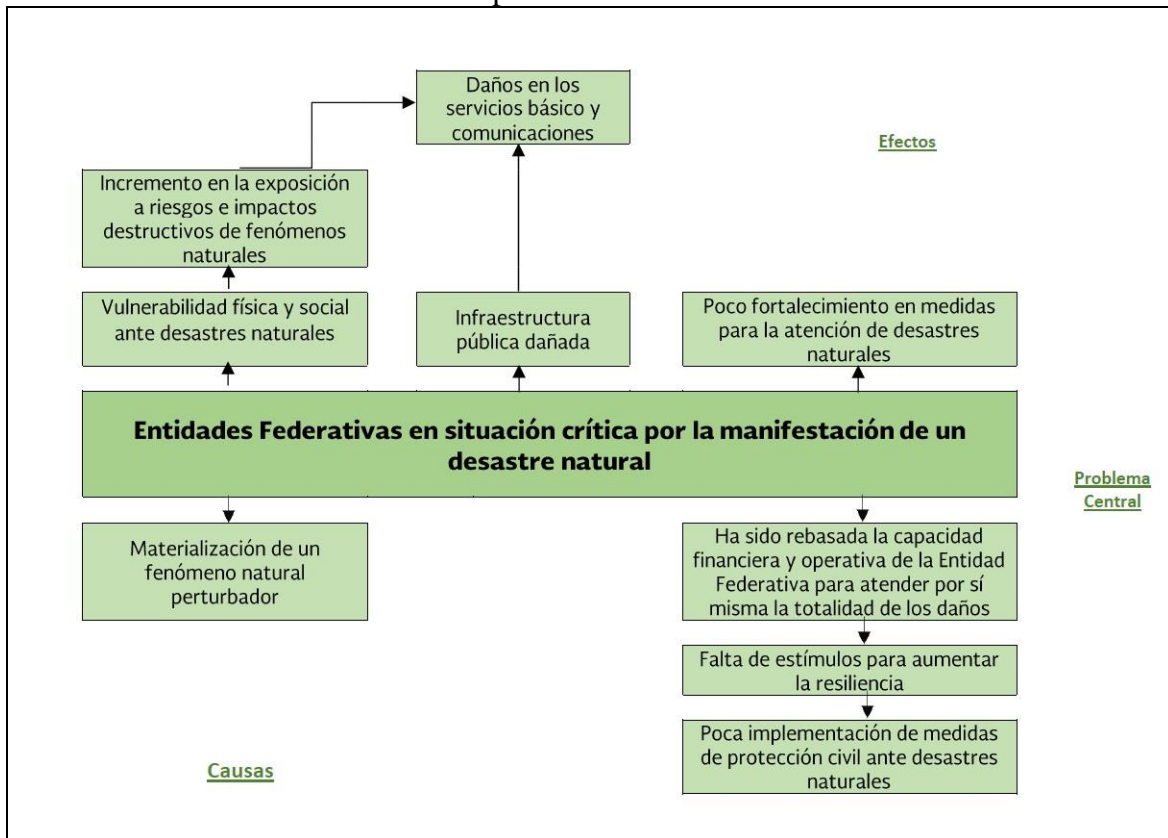 Daños en los
servicios básico y
comunicaciones
Efectos
Incremento en la exposición
a riesgos e impactos
destructivos de fenómenos
naturales
Vulnerabilidad física y social
ante desastres naturales
Infraestructura
pública dañada
Poco fortalecimiento en medidas
para la atención de desastres
naturales
Entidades Federativas en situación crítica por la manifestación de un
desastre natural
Problema
Central
Materialización de un
fenómeno natural
perturbador
Ha sido rebasada la capacidad
financiera y operativa de la Entidad
Federativa para atender por sí
misma la totalidad de los daños
Falta de estímulos para aumentar
la resiliencia
Poca implementación de medidas
de protección civil ante desastres
naturales
Causas